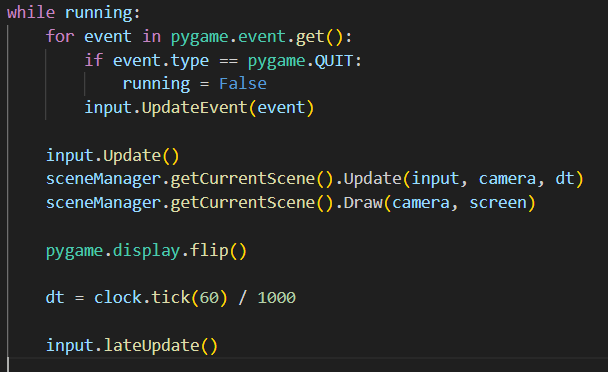 while running:
    for event in pygame.event.get():
        if event.type == pygame.QUIT:
            running = False
        input.UpdateEvent(event)

    input.Update()
    sceneManager.getCurrentScene().Update(input, camera, dt)
    sceneManager.getCurrentScene().Draw(camera, screen)

    pygame.display.flip()

    dt = clock.tick(60) / 1000

    input.lateUpdate()